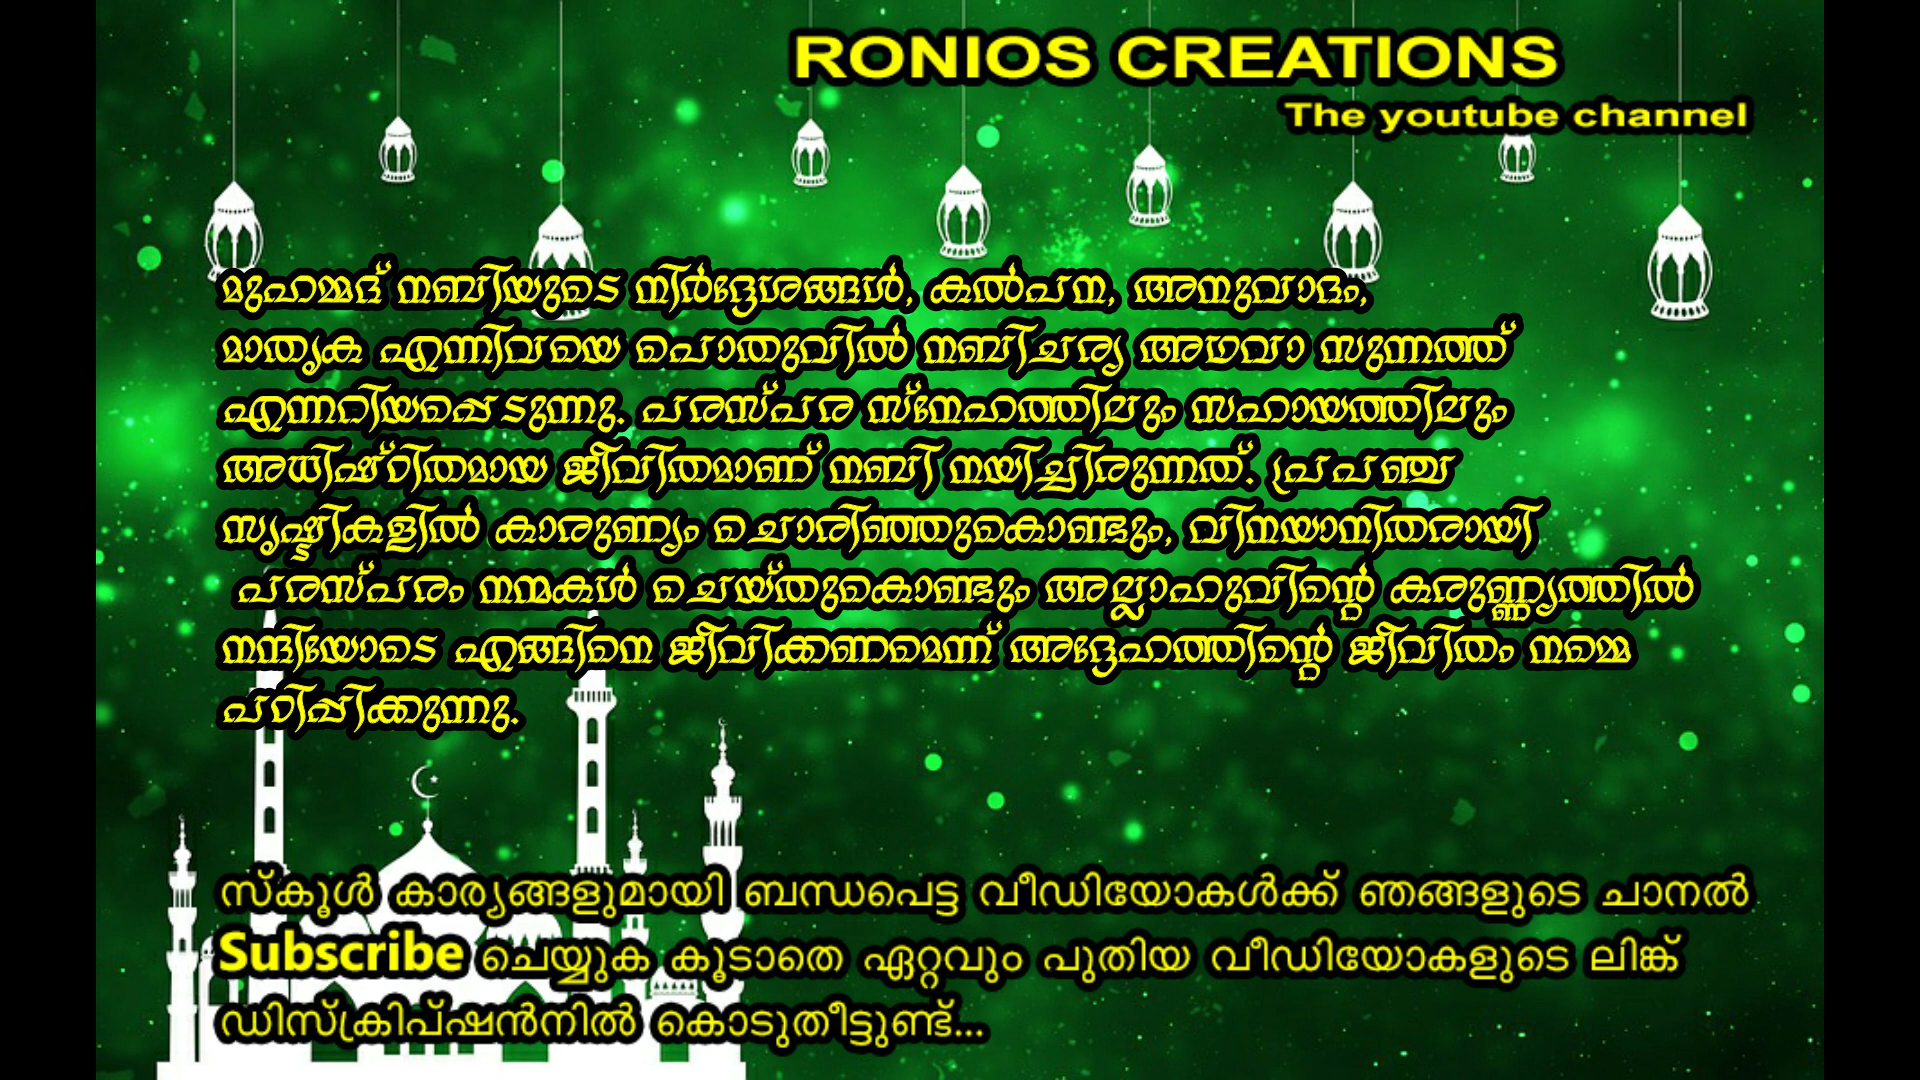 RONIOS CREATIONS
The youtube channel
മുഹമ്മദ് നബിയുടെ നിർദ്ദേശങ്ങൾ, കൽപന, അനുവാദം,
മാതൃക എന്നിവയെ പൊതുവിൽ നബിചര്യ അഥവാ സുന്നത്ത്
എന്നറിയപ്പെടുന്നു. പരസ്പര സ്നേഹത്തിലും സഹായത്തിലും
അധിഷ്ഠിതമായ ജീവിതമാണ് നബി നയിച്ചിരുന്നത്. പ്രപഞ്ച
സൃഷ്ടികളിൽ കാരുണ്യം ചൊരിഞ്ഞുകൊണ്ടും, വിനയാനിതരായി
പരസ്പരം നന്മകൾ ചെയ്തുകൊണ്ടും അല്ലാഹുവിന്റെ കരുണ്ണ്യത്തിൽ
നന്ദിയോടെ എങ്ങിനെ ജീവിക്കണമെന്ന് അദ്ദേഹത്തിന്റെ ജീവിതം നമ്മെ
പഠിപ്പിക്കുന്നു.
സ്കൂൾ കാര്യങ്ങളുമായി ബന്ധപെട്ട വീഡിയോകൾക്ക് ഞങ്ങളുടെ ചാനൽ
Subscribe ചെയ്യുക കൂടാതെ ഏറ്റവും പുതിയ വീഡിയോകളുടെ ലിങ്ക്
ഡിസ്ക്രിപ്ഷൻനിൽ കൊടുതീട്ടുണ്ട്...